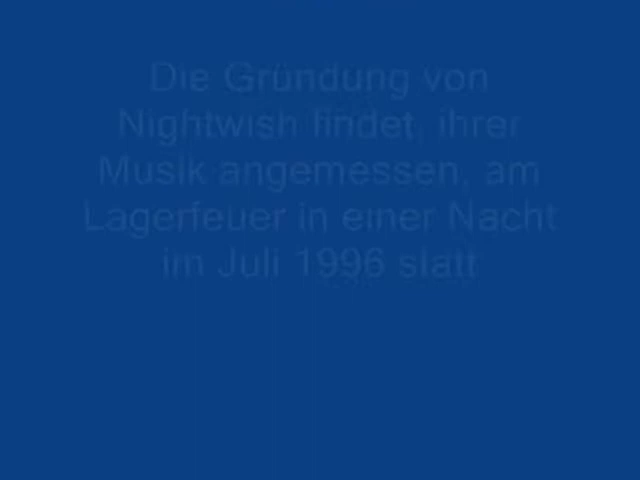 Die Gründung von
Nightwish findet, ihrer
Musik angemessen, am
Lagerfeuer in einer Nacht
im Juli 1996 statt